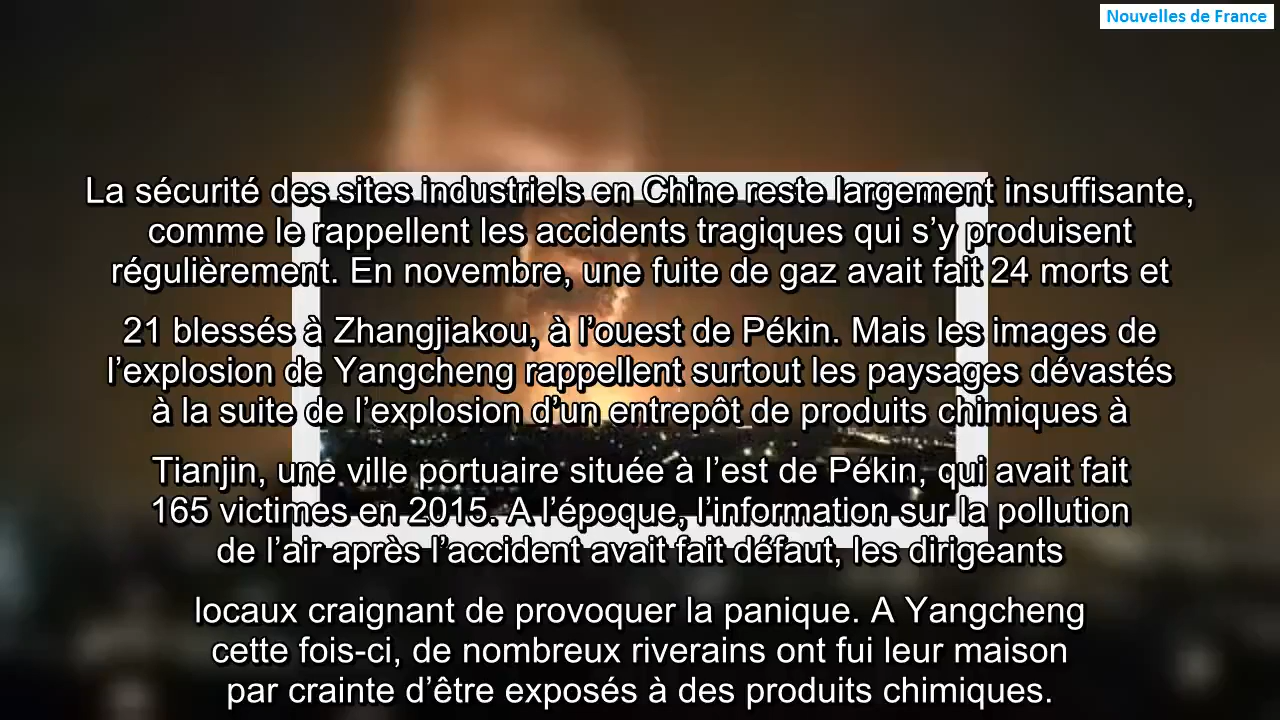 Nouvelles de France
La sécurité des sites industriels en Chine reste largement insuffisante,
comme le rappellent les accidents tragiques qui s’y produisent
régulièrement. En novembre, une fuite de gaz avait fait 24 morts et
21 blessés à Zhangjiakou, à l’ouest de Pékin. Mais les images de
l’explosion de Yangcheng rappellent surtout les paysages dévastés
à la suite de l’explosion d’un entrepôt de produits chimiques à
Tianjin, une ville portuaire située à l’est de Pékin, qui avait fait
165 victimes en 2015. A l’époque, l’information sur la pollution
de l’air après l’accident avait fait défaut, les dirigeants
locaux craignant de provoquer la panique. A Yangcheng
cette fois-ci, de nombreux riverains ont fui leur maison
par crainte d’être exposés à des produits chimiques.